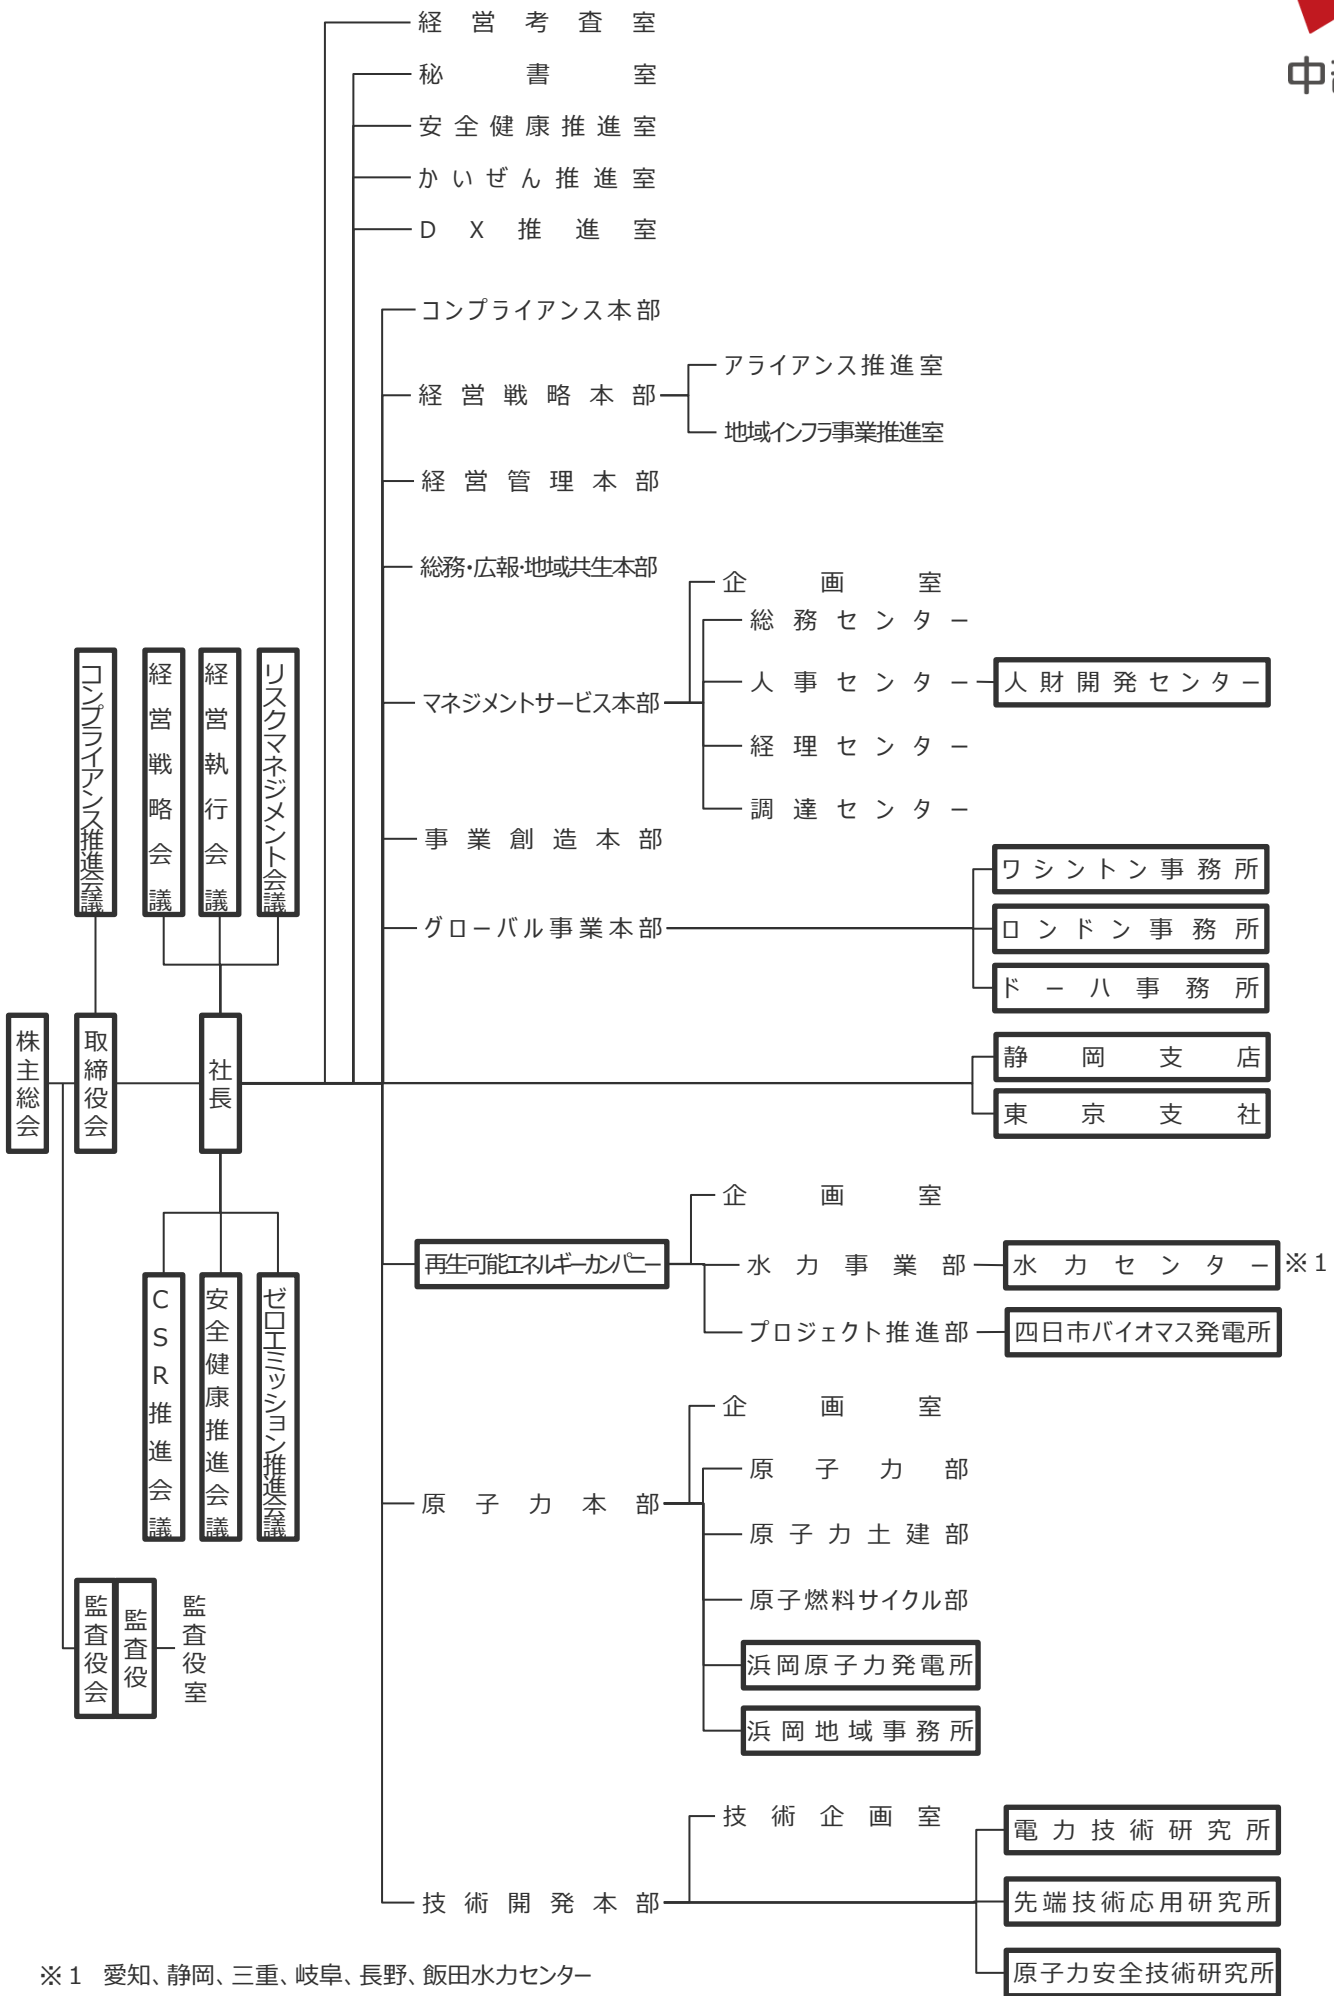 経営考査室
秘書室
中
安全健康推進室
かいぜん推進室
DX推進室
コンプライアンス本部
アライアンス推進室
経営戦略本部
地域インフラ事業推進室
経営管理本部
総務・広報・地域共生本部
企画室
総務センター
人事センター
人財開発センター
マネジメントサービス本部
経理センター
調達センター
事業創造本部
ワシントン事務所
グローバル事業本部
ロンドン事務所
ドーハ事務所
コンプライアンス推進会議
経営戦略会議
経営執行会議
リスクマネジメント会議
株主総会
取締役会
社長
静岡支店
東京支社
企画室
再生可能エネルギーカンパニー
水力事業部
水力センター
※1
プロジェクト推進部
四日市バイオマス発電所
CSR推進会議
安全健康推進会議
ゼロエミッション推進会議
企画室
原子力部
原子力本部
原子力土建部
原子燃料サイクル部
浜岡原子力発電所
浜岡地域事務所
監査役会
監査役
監査役室
技術企画室
電力技術研究所
技術開発本部
先端技術応用研究所
原子力安全技術研究所
※1 愛知、静岡、三重、岐阜、長野、飯田水力センター